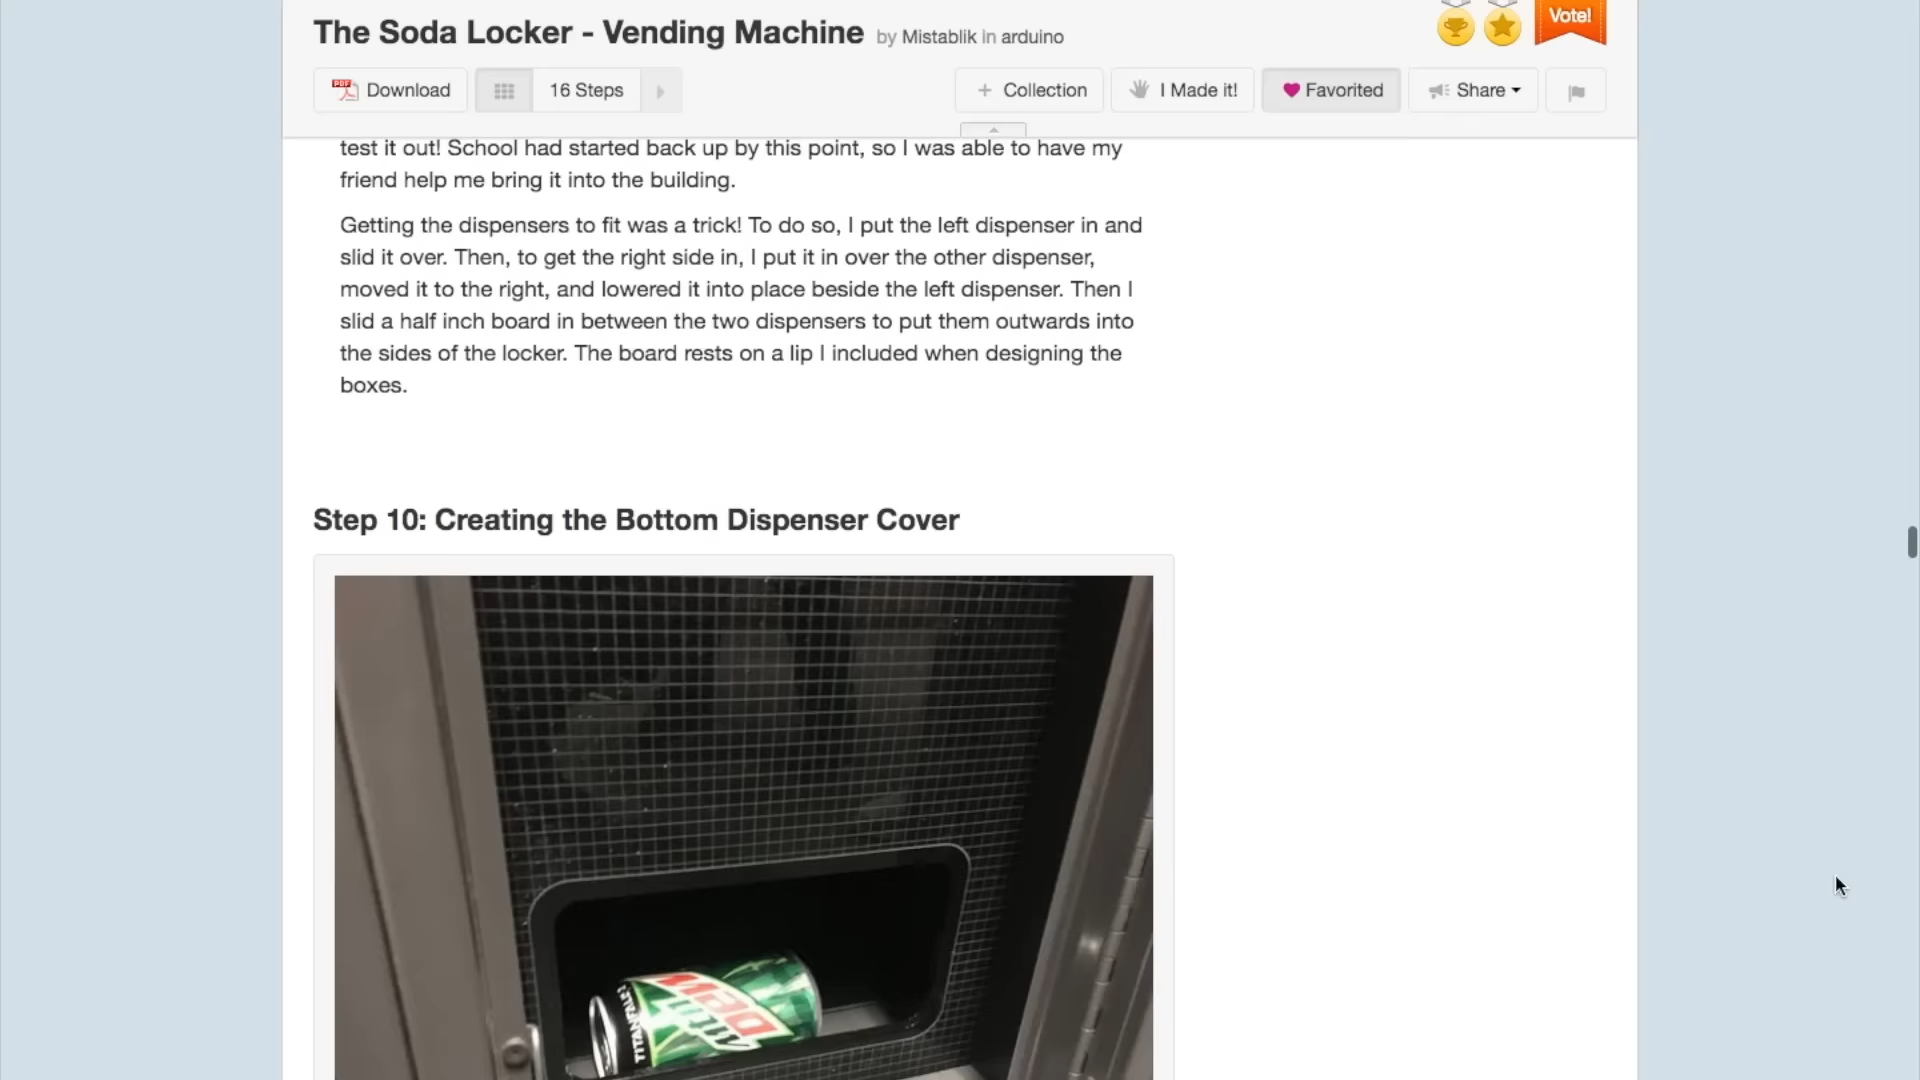 The Soda Locker - Vending Machine by Mistablik in arduino
Vote!
PDF Download 16 Steps + Collection I Made it! Favorited Share
test it out! School had started back up by this point, so I was able to have my
friend help me bring it into the building.
Getting the dispensers to fit was a trick! To do so, I put the left dispenser in and
slid it over. Then, to get the right side in, I put it in over the other dispenser,
moved it to the right, and lowered it into place beside the left dispenser. Then I
slid a half inch board in between the two dispensers to put them outwards into
the sides of the locker. The board rests on a lip I included when designing the
boxes.
Step 10: Creating the Bottom Dispenser Cover
Mtn
DEW